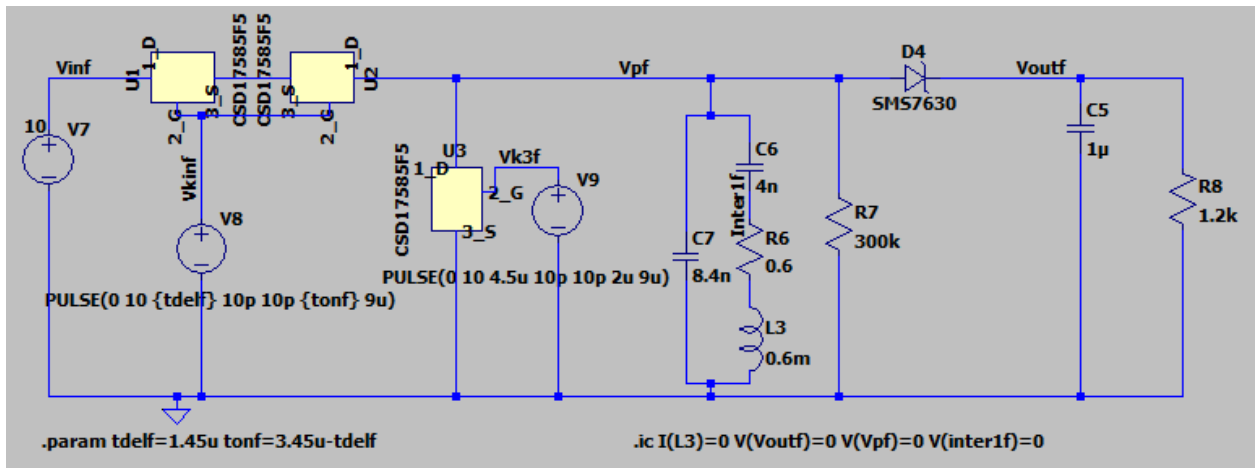 Vinf
10
V7
U1
1_D
2_G
3_S
CSD17585F5
CSD17585F5
3_S
2_G
1_D
U2
Vkinf
V8
PULSE(0 10 {tdelf} 10p 10p {tonf} 9u)
CSD17585F5
1_D
U3
2_G
3_S
Vk3f
V9
PULSE(0 10 4.5u 10p 10p 2u 9u)
Vpf
C7
8.4n
C6
4n
Inter1f
R6
0.6
L3
0.6m
R7
300k
D4
SMS7630
Voutf
C5
1µ
R8
1.2k
.param tdelf=1.45u tonf=3.45u-tdelf
.ic I(L3)=0 V(Voutf)=0 V(Vpf)=0 V(inter1f)=0